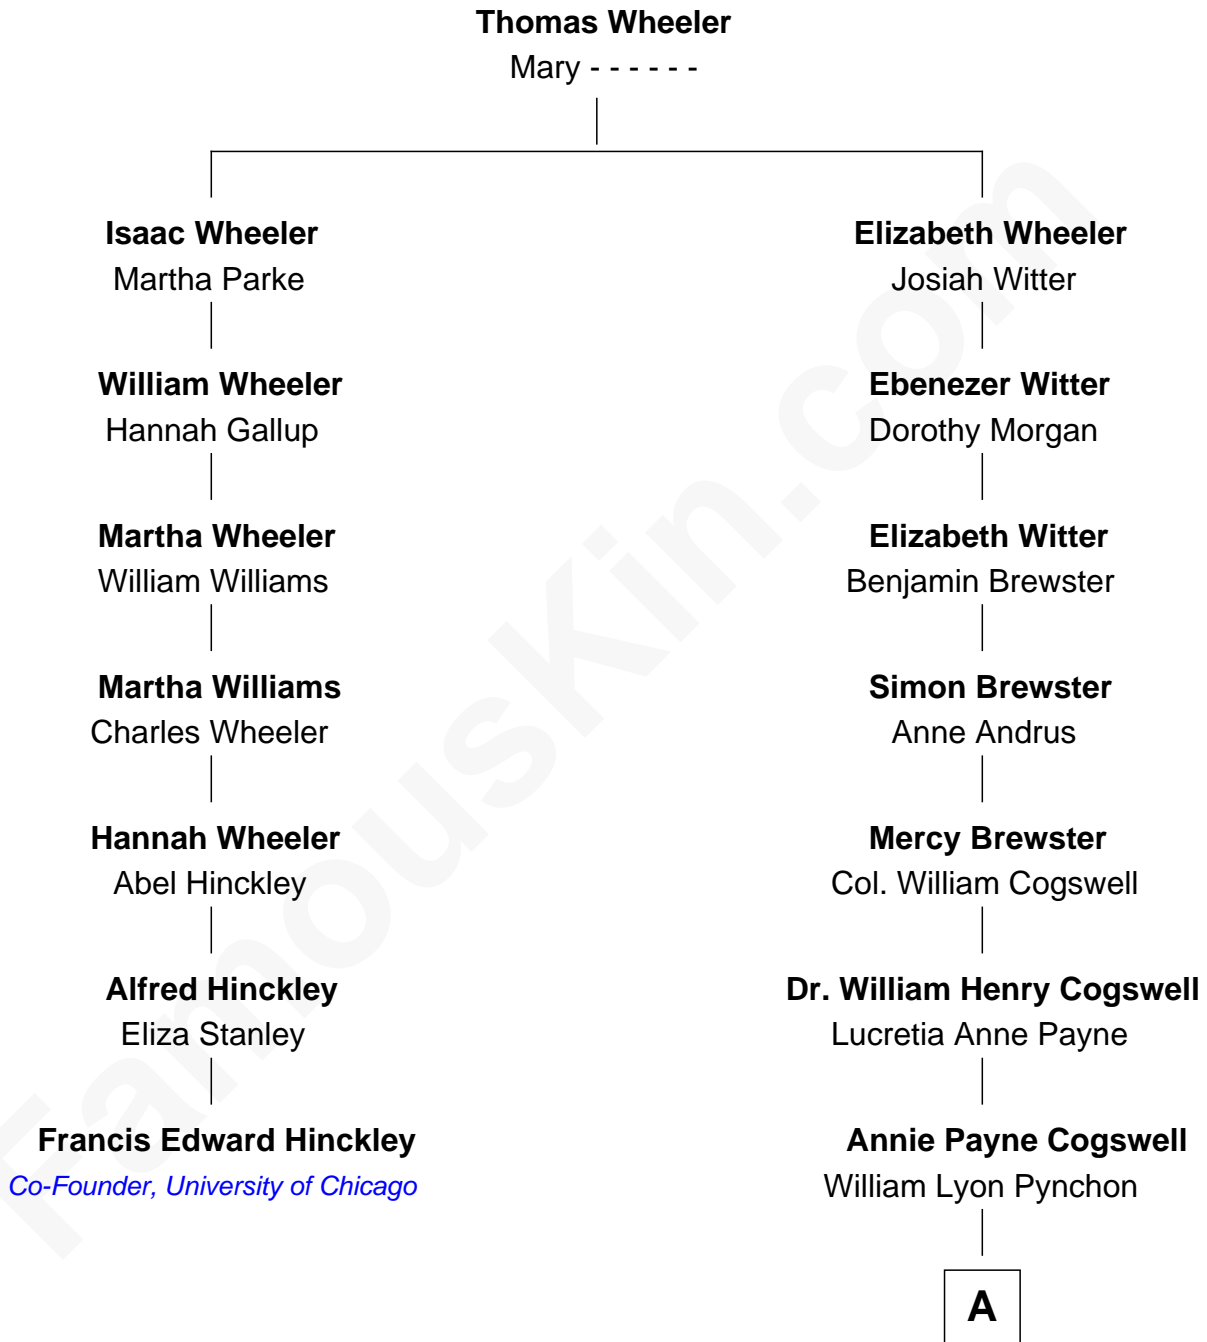 Thomas Wheeler
Mary - - - - - -
Isaac Wheeler
Martha Parke
William Wheeler
Hannah Gallup
Martha Wheeler
William Williams
Martha Williams
Charles Wheeler
Hannah Wheeler
Abel Hinckley
Alfred Hinckley
Eliza Stanley
Francis Edward Hinckley
Co-Founder, University of Chicago
Elizabeth Wheeler
Josiah Witter
Ebenezer Witter
Dorothy Morgan
Elizabeth Witter
Benjamin Brewster
Simon Brewster
Anne Andrus
Mercy Brewster
Col. William Cogswell
Dr. William Henry Cogswell
Lucretia Anne Payne
Annie Payne Cogswell
William Lyon Pynchon
A
FamousKin.com